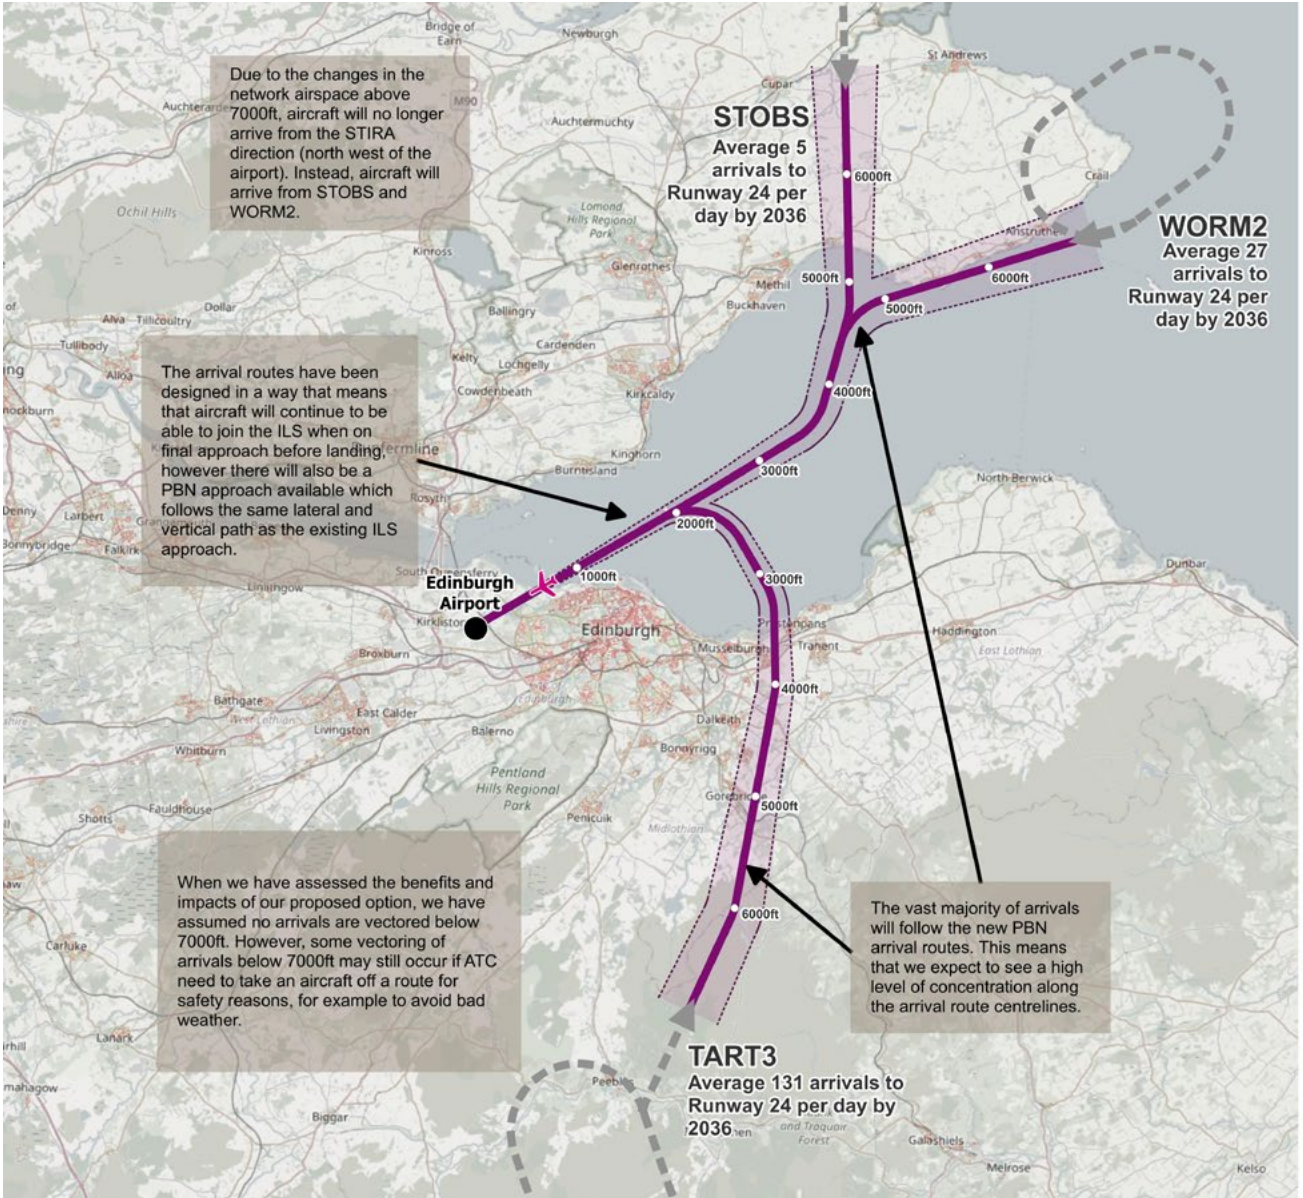 Bridge of
Earn
Newburgh
St Andrews
Cupar
Due to the changes in the
network airspace above
7000ft, aircraft will no longer
arrive from the STIRA
direction (north west of the
airport). Instead, aircraft will
arrive from STOBS and
WORM2.
M90
Auchtermuchty
STOBS
Average 5
arrivals to
Runway 24 per
day by 2036
6000ft
Crail
Ochil Hills
Lomond
Hills Regional
Park
Kinross
Glenrothes
WORM2
Average 27
arrivals to
Runway 24 per
day by 2036
6000ft
5000ft
5000ft
Methil
Buckhaven
of
Dollar
Alva
Tillicoultry
Ballingry
Tullibody
Cardenden
Kelty
Lochgelly
Alloa
Cowdenbeath
Kirkcaldy
4000ft
The arrival routes have been
designed in a way that means
that aircraft will continue to be
able to join the ILS when on
final approach before landing,
however there will also be a
PBN approach available which
follows the same lateral and
vertical path as the existing ILS
approach.
Kinghorn
Burntisland
3000ft
North Berwick
Rosyth
Denny
Larbert
Bonnybridge
Falkirk
2000ft
1000ft
3000ft
Dunbar
South Queensferry
Linlithgow
Edinburgh
Airport
Edinburgh
Haddington
East Lothian
Musselburgh
Tranent
Broxburn
4000ft
Bathgate
West Lothian
East Calder
Livingston
Edinburgh
Balerno
Dalkeith
Bonnyrigg
Whitburn
Pentland
Hills Regional
Park
5000ft
Fauldhouse
Shotts
Penicuik
Midlothian
6000ft
When we have assessed the benefits and
impacts of our proposed option, we have
assumed no arrivals are vectored below
7000ft. However, some vectoring of
arrivals below 7000ft may still occur if ATC
need to take an aircraft off a route for
safety reasons, for example to avoid bad
weather.
The vast majority of arrivals
will follow the new PBN
arrival routes. This means
that we expect to see a high
level of concentration along
the arrival route centrelines.
Carluke
Lanark
TART3
Average 131 arrivals to
Runway 24 per day by
2036
Peebles
Biggar
and Traquair
Forest
Galashiels
Melrose
Kelso